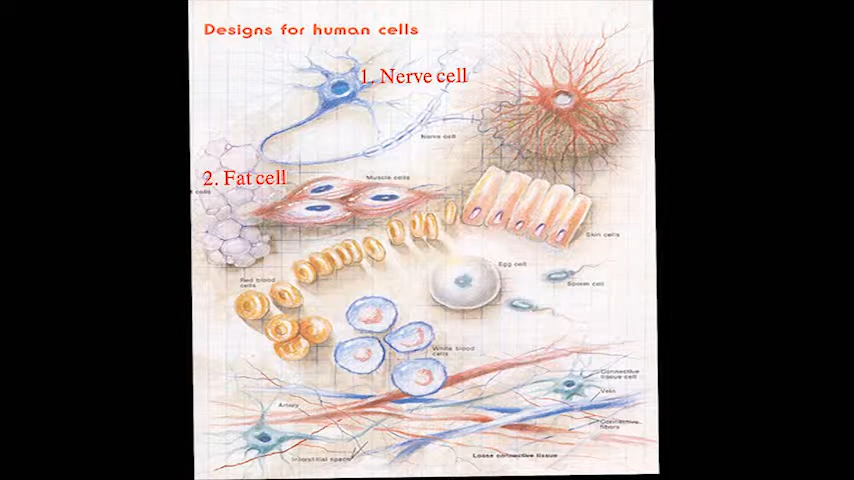 Designs for human cells
1. Nerve cell
Nerve cell
2. Fat cell
cells
Muscle cells
Skin cells
Egg cell
Sperm cell
Red blood
cells
White blood
cells
Connective
tissue cell
Vein
Artery
Connective
fibers
Interstitial space
Loose connective tissue